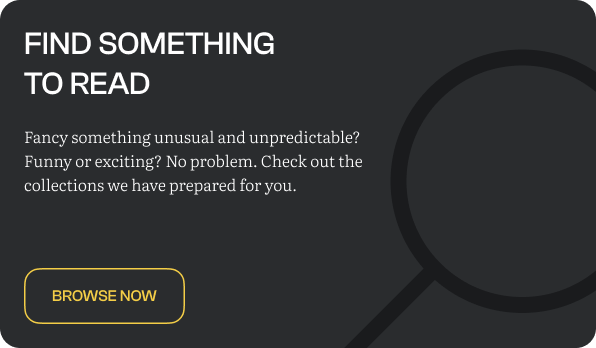 FIND SOMETHING
TO READ
Fancy something unusual and unpredictable?
Funny or exciting? No problem. Check out the
collections we have prepared for you.
BROWSE NOW